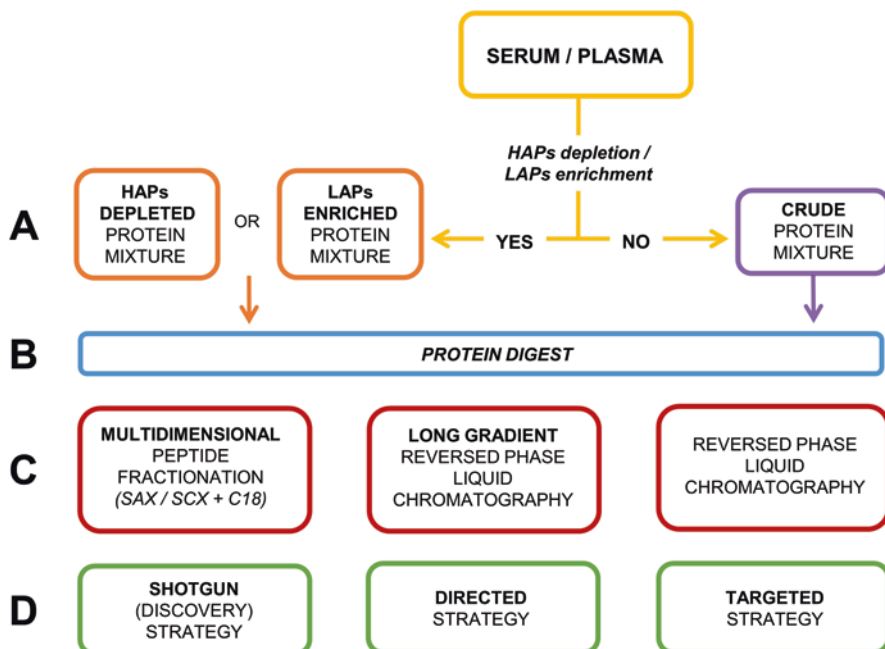 SERUM / PLASMA
HAPs depletion /
LAPs enrichment
A
HAPs
DEPLETED
PROTEIN
MIXTURE
OR
LAPs
ENRICHED
PROTEIN
MIXTURE
YES
NO
CRUDE
PROTEIN
MIXTURE
B
PROTEIN DIGEST
C
MULTIDIMENSIONAL
PEPTIDE
FRACTIONATION
(SAX / SCX + C18)
LONG GRADIENT
REVERSED PHASE
LIQUID
CHROMATOGRAPHY
REVERSED PHASE
LIQUID
CHROMATOGRAPHY
D
SHOTGUN
(DISCOVERY)
STRATEGY
DIRECTED
STRATEGY
TARGETED
STRATEGY